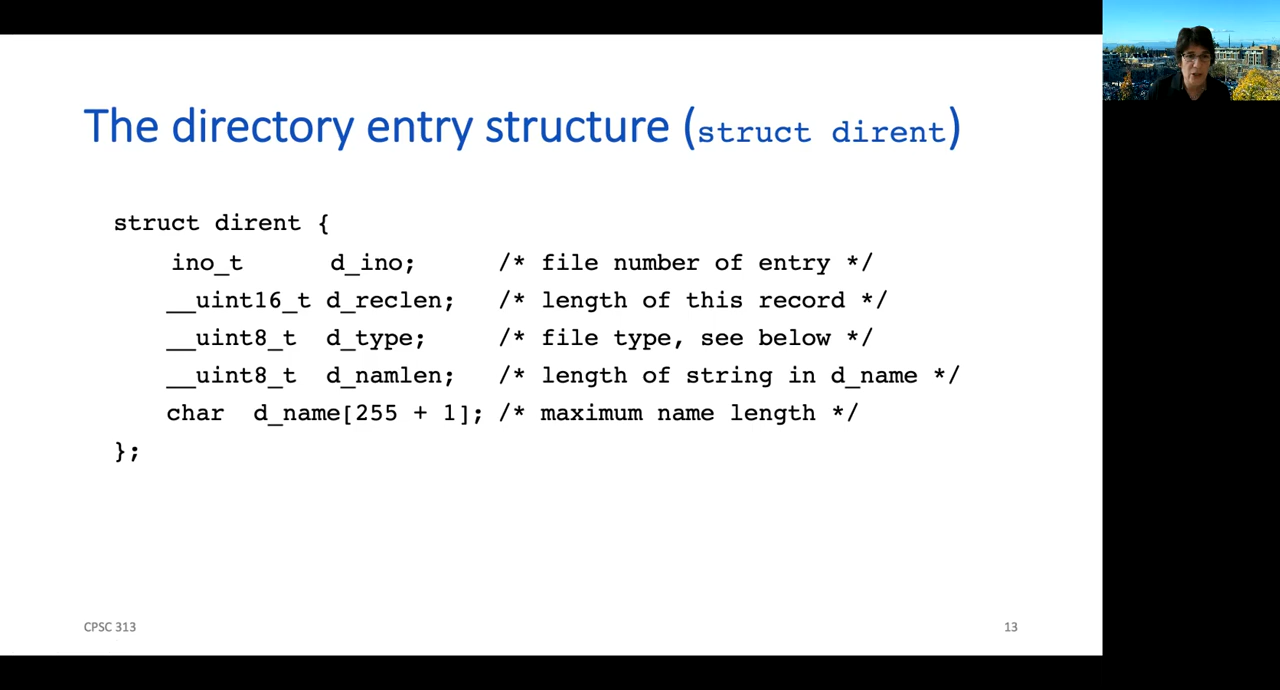 The directory entry structure (struct dirent)
struct dirent {
ino_t d_ino; /* file number of entry */
__uint16_t d_reclen; /* length of this record */
__uint8_t d_type; /* file type, see below */
__uint8_t d_namlen; /* length of string in d_name */
char d_name[255 + 1]; /* maximum name length */
};
CPSC 313
13